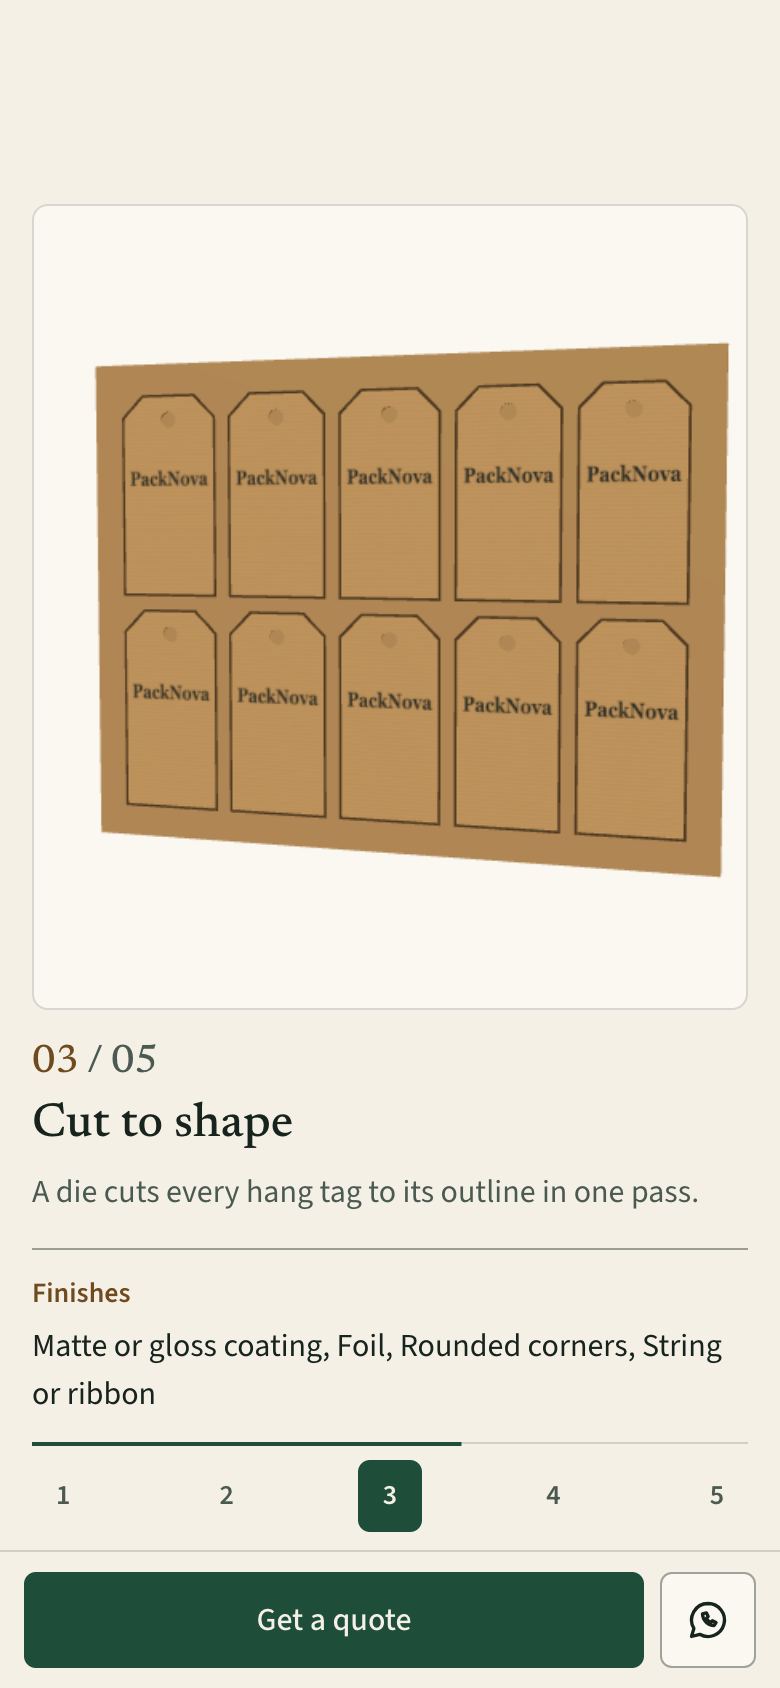 PackNova PackNova PackNova PackNova PackNova
PackNova PackNova PackNova PackNova PackNova
03 / 05
Cut to shape
A die cuts every hang tag to its outline in one pass.
Finishes
Matte or gloss coating, Foil, Rounded corners, String
or ribbon
1 2 3 4 5
Get a quote